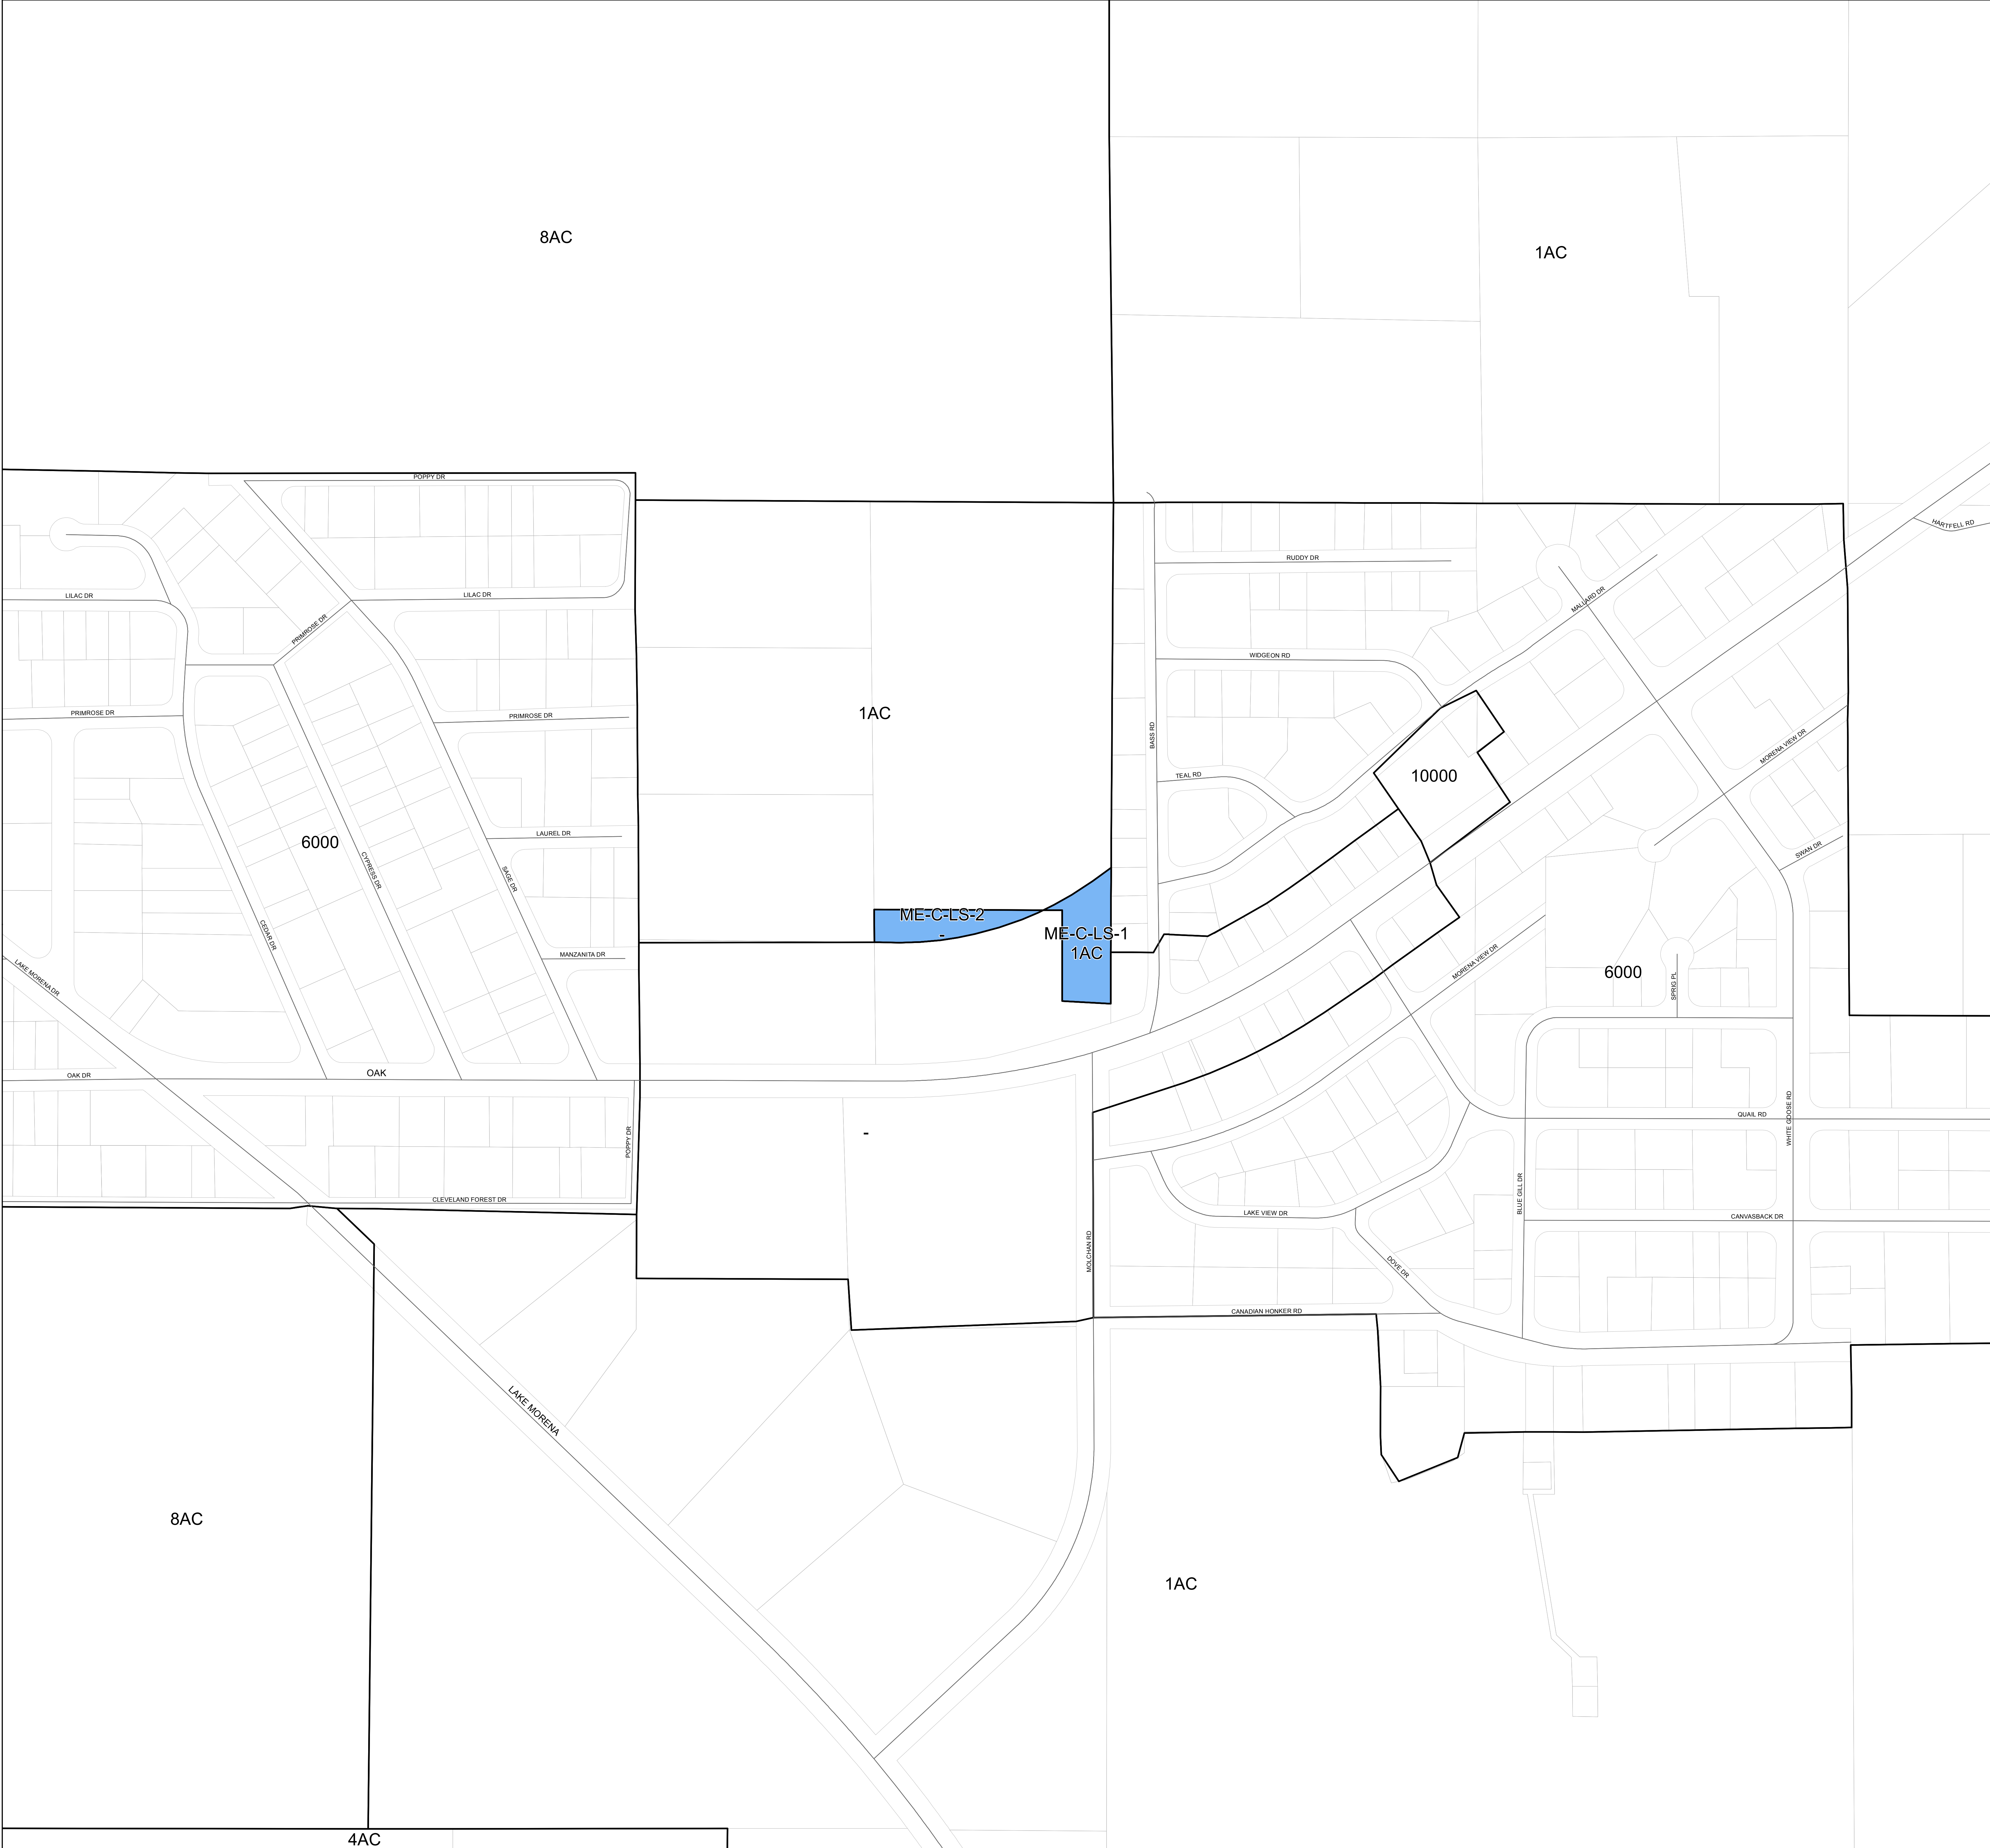 8AC
1AC
POPPY DR
HARTFELL RD
RUDDY DR
LILAC DR
LILAC DR
MALLARD DR
PRIMROSE DR
WIDGEON RD
1AC
PRIMROSE DR
PRIMROSE DR
BASS RD
MORENA VIEW DR
TEAL RD
10000
LAUREL DR
6000
SWAN DR
CYPRESS DR
SAGE DR
ME-C-LS-2
-
ME-C-LS-1
1AC
CEDAR DR
MANZANITA DR
MORENA VIEW DR
6000
SPRIG PL
LAKE MORENA DR
OAK DR
OAK
WHITE GOOSE RD
QUAIL RD
POPPY DR
-
BLUE GILL DR
CLEVELAND FOREST DR
LAKE VIEW DR
CANVASBACK DR
MOLCHAN RD
DOVE DR
CANADIAN HONKER RD
LAKE MORENA
8AC
1AC
4AC